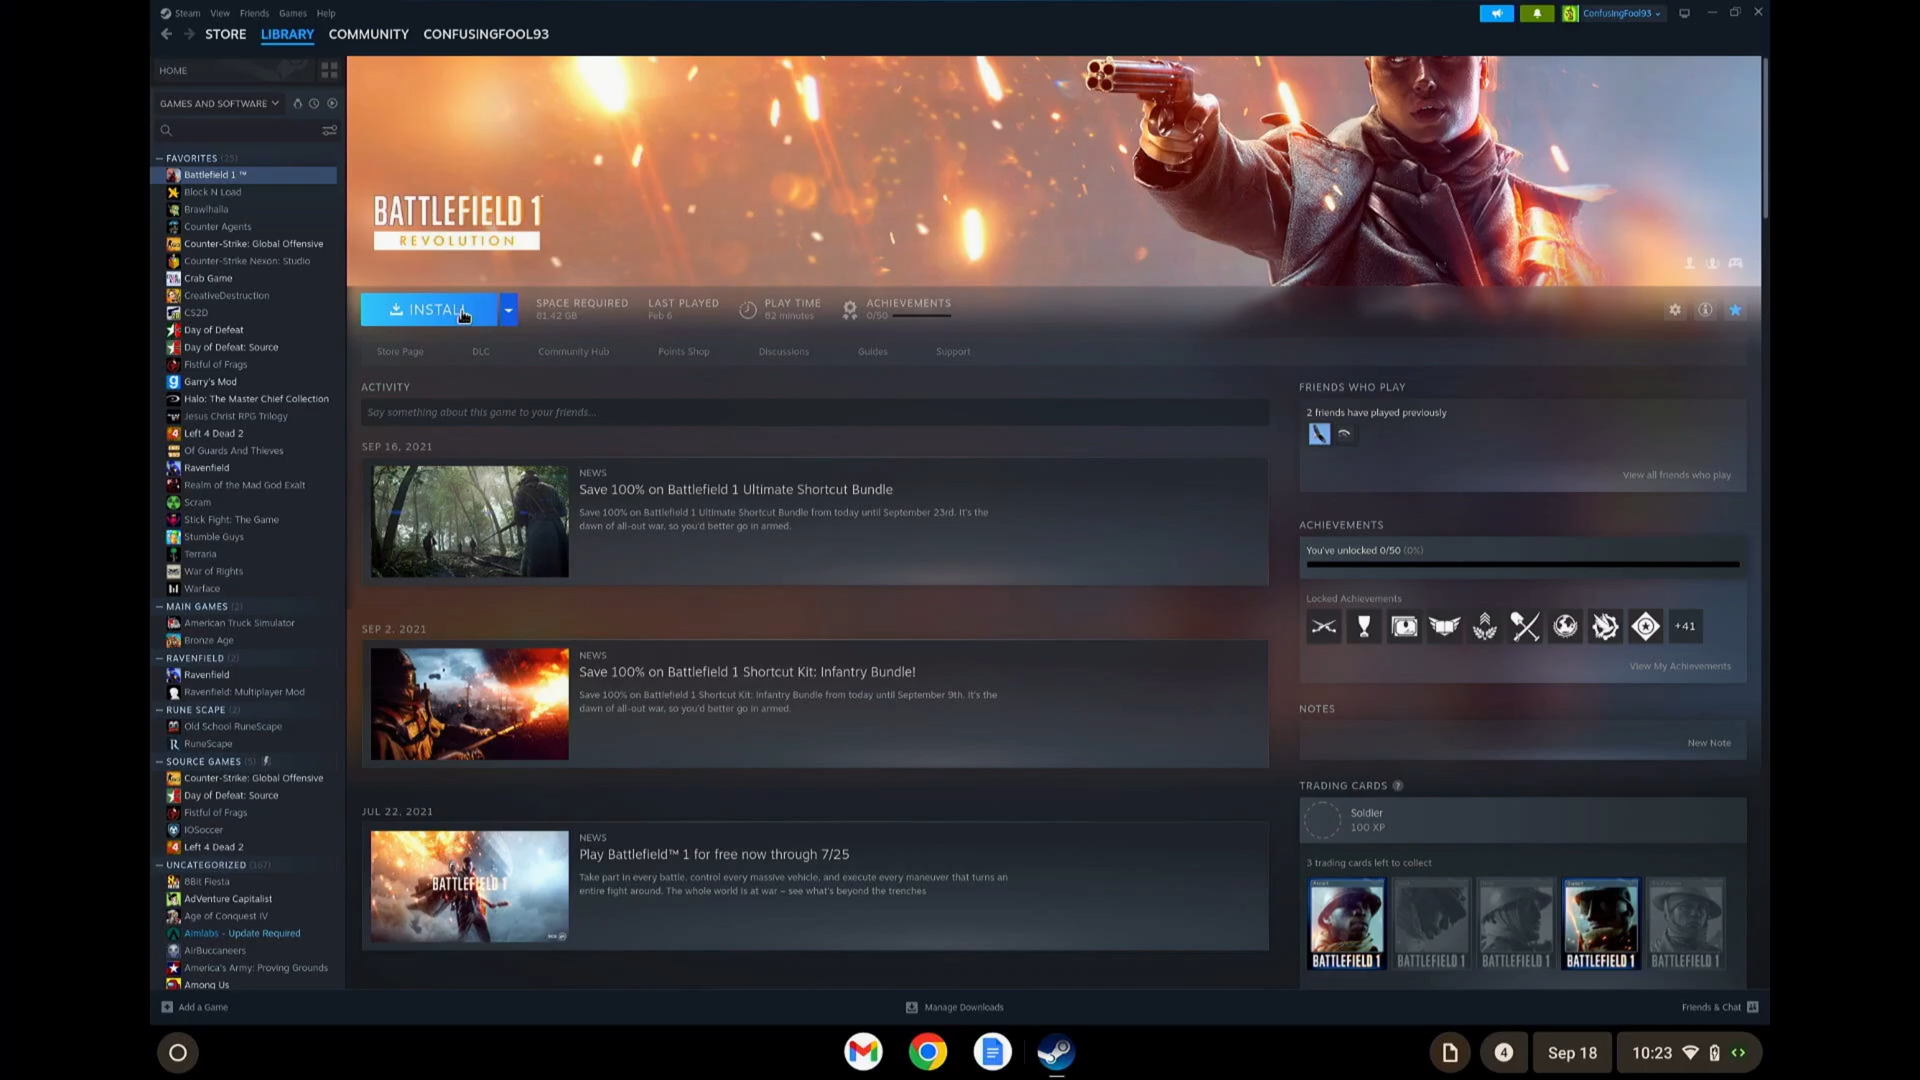 Steam View Friends Games Help
ConfusingFool93
STORE LIBRARY COMMUNITY CONFUSINGFOOL93
HOME
GAMES AND SOFTWARE
FAVORITES (25)
Battlefield 1 ™
Block N Load
Brawlhalla
Counter Agents
Counter-Strike: Global Offensive
Counter-Strike Nexon: Studio
Crab Game
CreativeDestruction
CS2D
Day of Defeat
Day of Defeat: Source
Fistful of Frags
Garry's Mod
Halo: The Master Chief Collection
Jesus Christ RPG Trilogy
Left 4 Dead 2
Of Guards And Thieves
Ravenfield
Realm of the Mad God Exalt
Scram
Stick Fight: The Game
Stumble Guys
Terraria
War of Rights
Warface
MAIN GAMES (2)
American Truck Simulator
Bronze Age
RAVENFIELD (2)
Ravenfield
Ravenfield: Multiplayer Mod
RUNE SCAPE (2)
Old School RuneScape
RuneScape
SOURCE GAMES (5)
Counter-Strike: Global Offensive
Day of Defeat: Source
Fistful of Frags
IOSoccer
Left 4 Dead 2
UNCATEGORIZED (167)
8Bit Fiesta
AdVenture Capitalist
Age of Conquest IV
Aimlabs - Update Required
AirBuccaneers
America's Army: Proving Grounds
Among Us
Add a Game
BATTLEFIELD 1
REVOLUTION
INSTALL
SPACE REQUIRED
81.42 GB
LAST PLAYED
Feb 6
PLAY TIME
82 minutes
ACHIEVEMENTS
0/50
Store Page DLC Community Hub Points Shop Discussions Guides Support
ACTIVITY
Say something about this game to your friends...
SEP 16, 2021
NEWS
Save 100% on Battlefield 1 Ultimate Shortcut Bundle
Save 100% on Battlefield 1 Ultimate Shortcut Bundle from today until September 23rd. It's the
dawn of all-out war, so you'd better go in armed.
SEP 2, 2021
NEWS
Save 100% on Battlefield 1 Shortcut Kit: Infantry Bundle!
Save 100% on Battlefield 1 Shortcut Kit: Infantry Bundle from today until September 9th. It's the
dawn of all-out war, so you'd better go in armed.
JUL 22, 2021
BATTLEFIELD 1
NEWS
Play Battlefield™ 1 for free now through 7/25
Take part in every battle, control every massive vehicle, and execute every maneuver that turns an
entire fight around. The whole world is at war – see what's beyond the trenches
FRIENDS WHO PLAY
2 friends have played previously
View all friends who play
ACHIEVEMENTS
You've unlocked 0/50 (0%)
Locked Achievements
+41
View My Achievements
NOTES
New Note
TRADING CARDS ?
Soldier
100 XP
3 trading cards left to collect
BATTLEFIELD 1 BATTLEFIELD 1 BATTLEFIELD 1 BATTLEFIELD 1 BATTLEFIELD 1
Manage Downloads
Friends & Chat
4 Sep 18 10:23